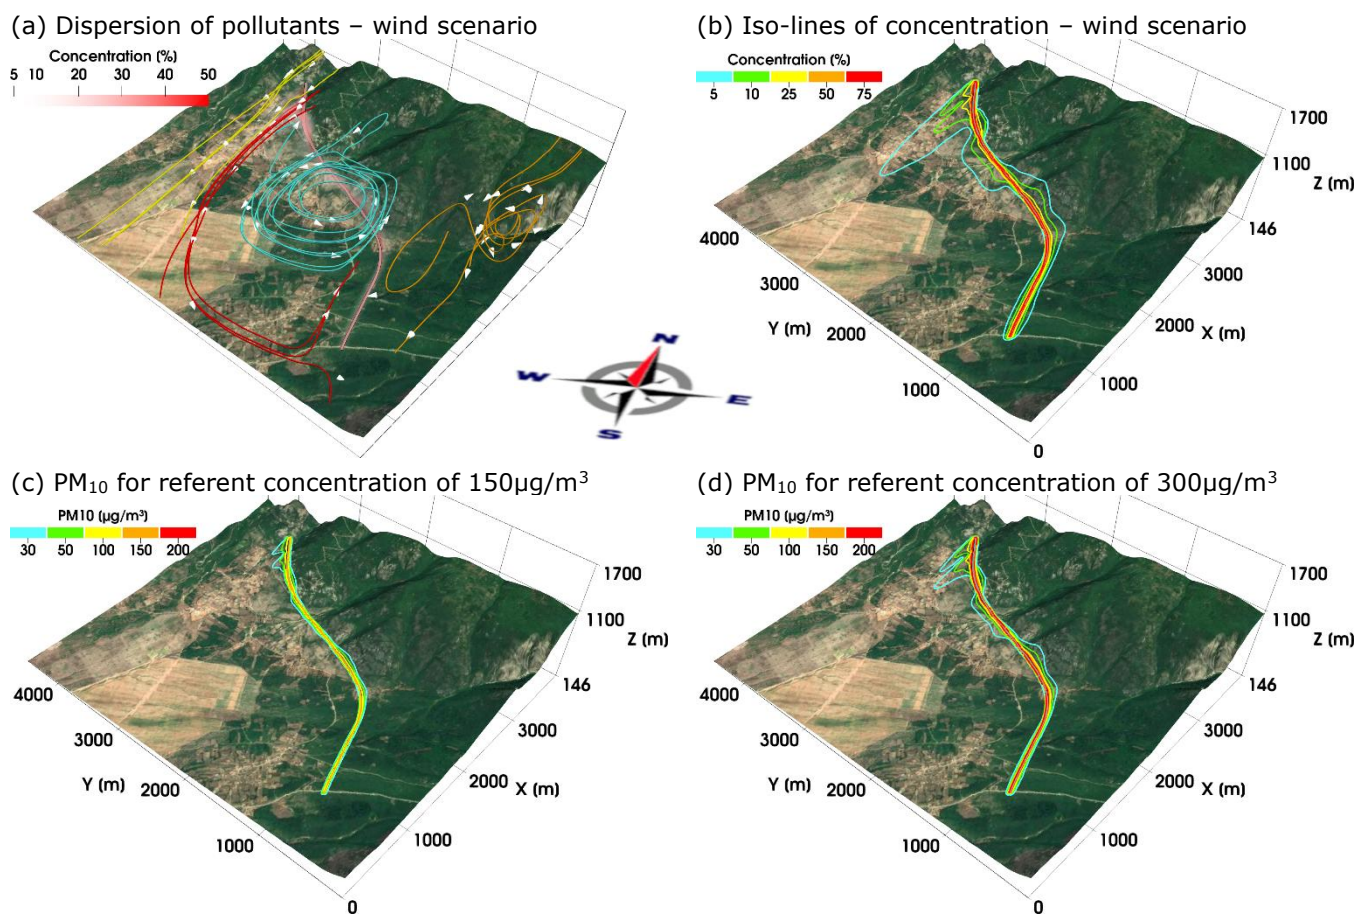 (a) Dispersion of pollutants – wind scenario
Concentration (%)
5 10 20 30 40 50
(b) Iso-lines of concentration – wind scenario
Concentration (%)
5 10 25 50 75
1700
1100
Z (m)
146
4000
3000
3000
Y (m)
2000
2000
X (m)
1000
1000
0
N
W
E
S
(c) PM₁₀ for referent concentration of 150µg/m³
PM10 (µg/m³)
30 50 100 150 200
1700
1100
Z (m)
146
4000
3000
3000
Y (m)
2000
2000
X (m)
1000
1000
0
(d) PM₁₀ for referent concentration of 300µg/m³
PM10 (µg/m³)
30 50 100 150 200
1700
1100
Z (m)
146
4000
3000
3000
Y (m)
2000
2000
X (m)
1000
1000
0